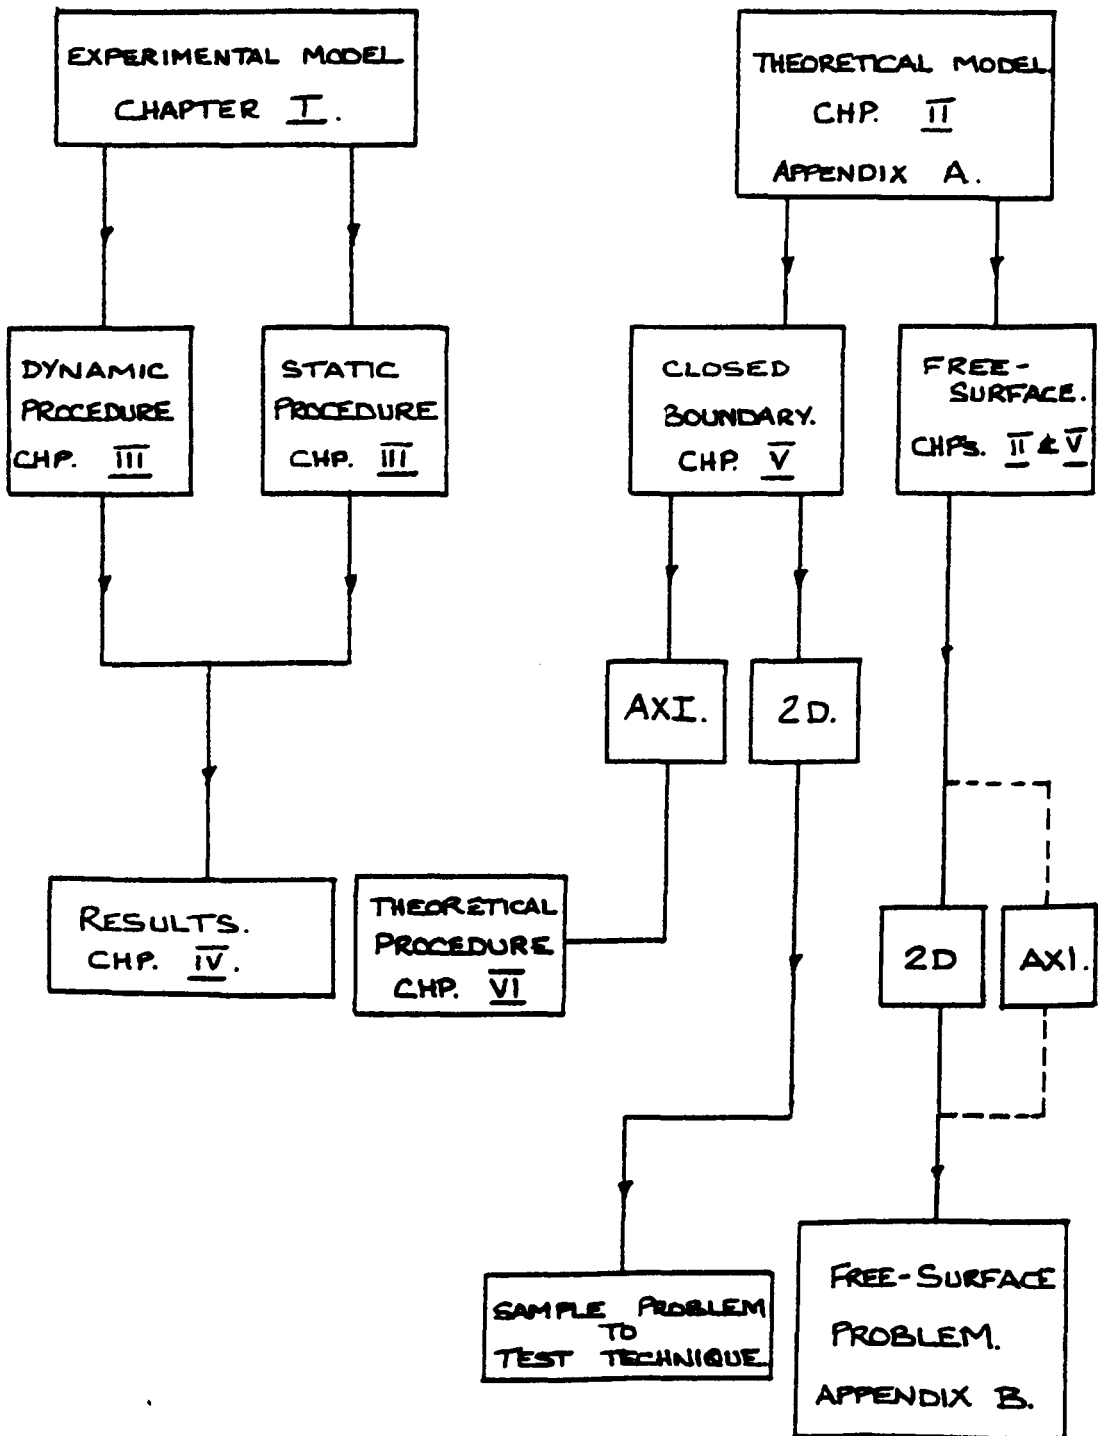 EXPERIMENTAL MODEL
CHAPTER I.
THEORETICAL MODEL
CHP. II
APPENDIX A.
DYNAMIC
PROCEDURE
CHP. III
STATIC
PROCEDURE
CHP. III
CLOSED
BOUNDARY.
CHP. V
FREE-
SURFACE.
CHP's. II & V
AXI.
2D.
RESULTS.
CHP. IV.
THEORETICAL
PROCEDURE
CHP. VI
2D
AXI.
SAMPLE PROBLEM
TO
TEST TECHNIQUE.
FREE-SURFACE
PROBLEM.
APPENDIX B.